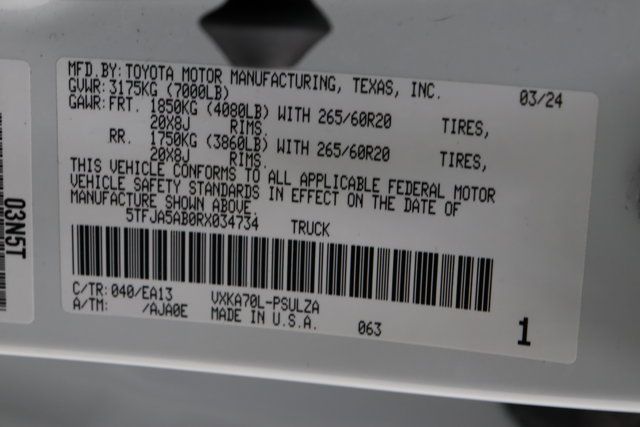 MFD.BY: TOYOTA MOTOR MANUFACTURING, TEXAS, INC. 03/24
GVWR: 3175KG (7000LB)
GAWR: FRT. 1850KG (4080LB) WITH 265/60R20 TIRES,
20X8J RIMS.
RR. 1750KG (3860LB) WITH 265/60R20 TIRES,
20X8J RIMS.
THIS VEHICLE CONFORMS TO ALL APPLICABLE FEDERAL MOTOR
VEHICLE SAFETY STANDARDS IN EFFECT ON THE DATE OF
MANUFACTURE SHOWN ABOVE.
5TFJA5AB0RX034734 TRUCK
C/TR: 040/EA13 VXKA70L-PSULZA
A/TM: /AJA0E MADE IN U.S.A. 063 1
03N5T